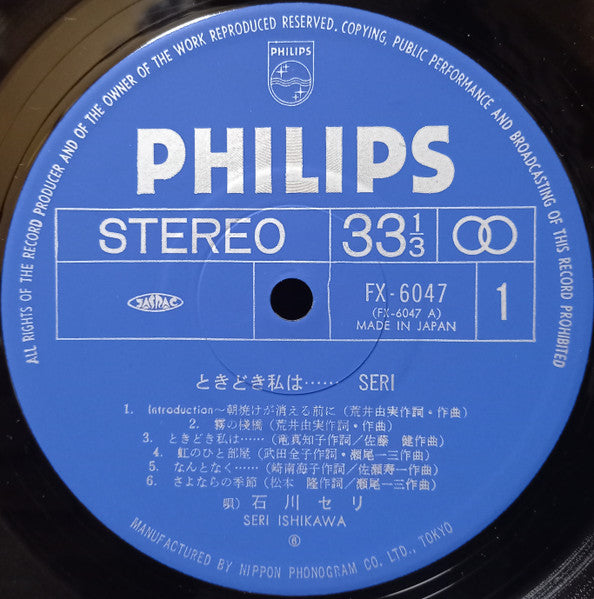 ALL RIGHTS OF THE RECORD PRODUCER AND OF THE OWNER OF THE WORK REPRODUCED RESERVED. COPYING, PUBLIC PERFORMANCE AND BROADCASTING OF THIS RECORD PROHIBITED
PHILIPS
PHILIPS
STEREO 33 1/3
JASRAC FX-6047 1
(FX-6047 A)
MADE IN JAPAN
ときどき私は…… SERI
1. Introduction～朝焼けが消える前に（荒井由実作詞・作曲）
2. 霧の棧橋（荒井由実作詞・作曲）
3. ときどき私は……（竜真知子作詞／佐藤 健作曲）
4. 虹のひと部屋（武田全子作詞・瀬尾一三作曲）
5. なんとなく……（崎南海子作詞／佐瀬寿一作曲）
6. さよならの季節（松本 隆作詞／瀬尾一三作曲）
唄）石川セリ
SERI ISHIKAWA
Ⓟ
MANUFACTURED BY NIPPON PHONOGRAM CO. LTD., TOKYO